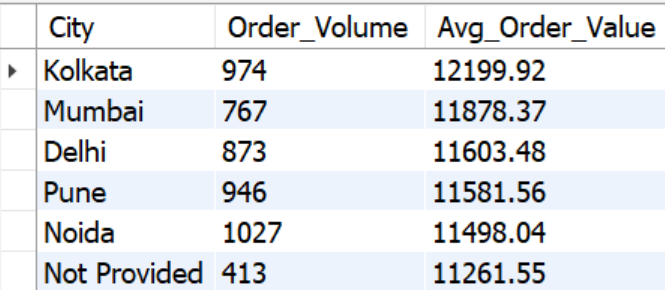 City Order_Volume Avg_Order_Value
Kolkata 974 12199.92
Mumbai 767 11878.37
Delhi 873 11603.48
Pune 946 11581.56
Noida 1027 11498.04
Not Provided 413 11261.55